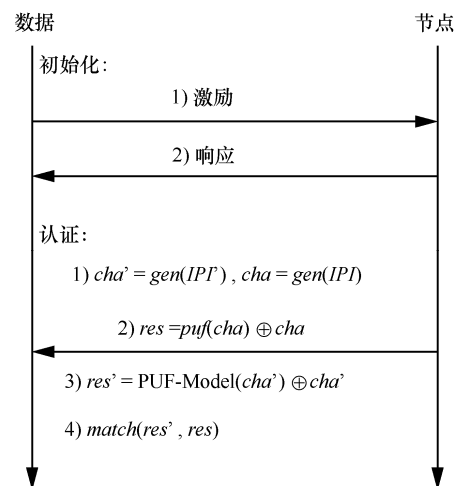 数据 节点
初始化：
1) 激励
2) 响应
认证：
1) cha’ = gen(IPI’) , cha = gen(IPI)
2) res =puf(cha) ⊕ cha
3) res’ = PUF-Model(cha’) ⊕cha’
4) match(res’ , res)